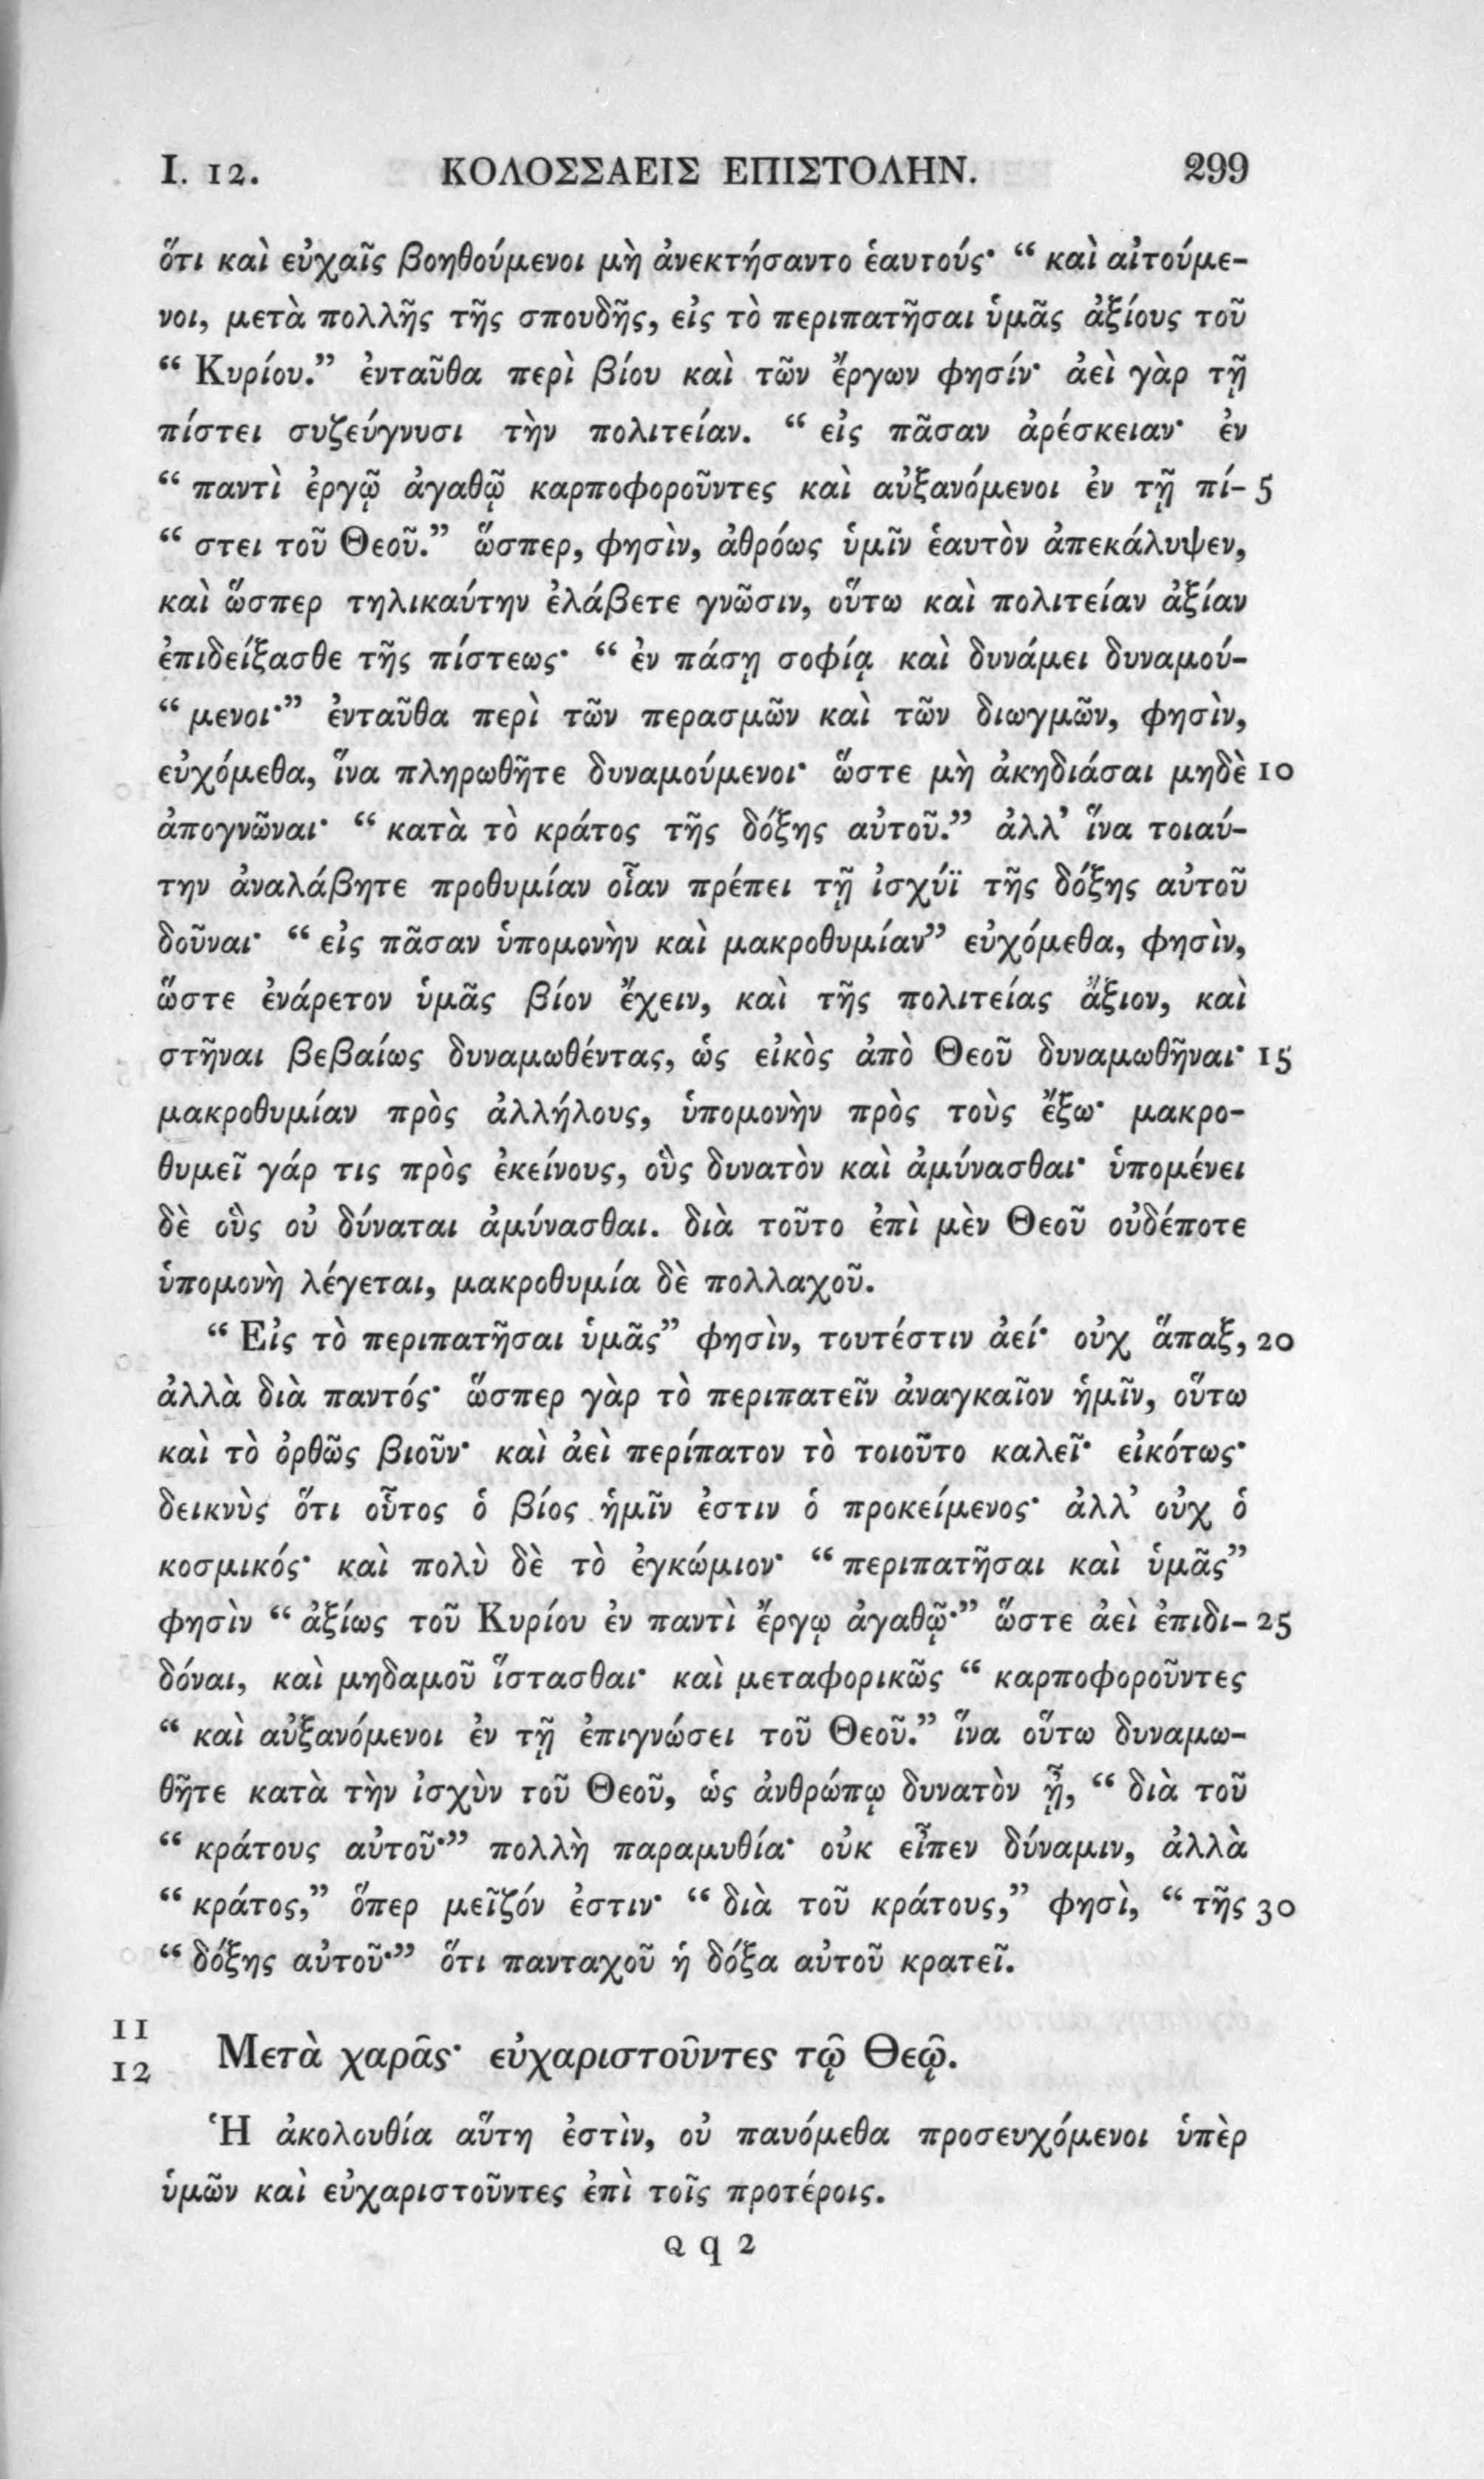 I. 12. ΚΟΛΟΣΣΑΕΙΣ ΕΠΙΣΤΟΛΗΝ. 299
ὅτι καὶ εὐχαῖς βοηθούμενοι μὴ ἀνεκτήσαντο ἑαυτούς· “ καὶ αἰτούμε-
νοι, μετὰ πολλῆς τῆς σπουδῆς, εἰς τὸ περιπατῆσαι ὑμᾶς ἀξίους τοῦ
“ Κυρίου.” ἐνταῦθα περὶ βίου καὶ τῶν ἔργων φησίν· ἀεὶ γὰρ τῇ
πίστει συζεύγνυσι τὴν πολιτείαν. “ εἰς πᾶσαν ἀρέσκειαν· ἐν
“ παντὶ ἐργῷ ἀγαθῷ καρποφοροῦντες καὶ αὐξανόμενοι ἐν τῇ πί- 5
“ στει τοῦ Θεοῦ.” ὥσπερ, φησὶν, ἀθρόως ὑμῖν ἑαυτὸν ἀπεκάλυψεν,
καὶ ὥσπερ τηλικαύτην ἐλάβετε γνῶσιν, οὕτω καὶ πολιτείαν ἀξίαν
ἐπιδείξασθε τῆς πίστεως· “ ἐν πάσῃ σοφίᾳ καὶ δυνάμει δυναμού-
“ μενοι·” ἐνταῦθα περὶ τῶν περασμῶν καὶ τῶν διωγμῶν, φησὶν,
εὐχόμεθα, ἵνα πληρωθῆτε δυναμούμενοι· ὥστε μὴ ἀκηδιάσαι μηδὲ 10
ἀπογνῶναι· “ κατὰ τὸ κράτος τῆς δόξης αὐτοῦ.” ἀλλ’ ἵνα τοιαύ-
την ἀναλάβητε προθυμίαν οἵαν πρέπει τῇ ἰσχύϊ τῆς δόξης αὐτοῦ
δοῦναι· “ εἰς πᾶσαν ὑπομονὴν καὶ μακροθυμίαν” εὐχόμεθα, φησὶν,
ὥστε ἐνάρετον ὑμᾶς βίον ἔχειν, καὶ τῆς πολιτείας ἄξιον, καὶ
στῆναι βεβαίως δυναμωθέντας, ὡς εἰκὸς ἀπὸ Θεοῦ δυναμωθῆναι· 15
μακροθυμίαν πρὸς ἀλλήλους, ὑπομονὴν πρὸς τοὺς ἔξω· μακρο-
θυμεῖ γάρ τις πρὸς ἐκείνους, οὓς δυνατὸν καὶ ἀμύνασθαι· ὑπομένει
δὲ οὓς οὐ δύναται ἀμύνασθαι. διὰ τοῦτο ἐπὶ μὲν Θεοῦ οὐδέποτε
ὑπομονὴ λέγεται, μακροθυμία δὲ πολλαχοῦ.
“ Εἰς τὸ περιπατῆσαι ὑμᾶς” φησὶν, τουτέστιν ἀεί· οὐχ ἅπαξ, 20
ἀλλὰ διὰ παντός· ὥσπερ γὰρ τὸ περιπατεῖν ἀναγκαῖον ἡμῖν, οὕτω
καὶ τὸ ὀρθῶς βιοῦν· καὶ ἀεὶ περίπατον τὸ τοιοῦτο καλεῖ· εἰκότως·
δεικνὺς ὅτι οὗτος ὁ βίος ἡμῖν ἐστιν ὁ προκείμενος· ἀλλ’ οὐχ ὁ
κοσμικός· καὶ πολὺ δὲ τὸ ἐγκώμιον· “ περιπατῆσαι καὶ ὑμᾶς”
φησὶν “ ἀξίως τοῦ Κυρίου ἐν παντὶ ἔργῳ ἀγαθῷ·” ὥστε ἀεὶ ἐπιδι- 25
δόναι, καὶ μηδαμοῦ ἵστασθαι· καὶ μεταφορικῶς “ καρποφοροῦντες
“ καὶ αὐξανόμενοι ἐν τῇ ἐπιγνώσει τοῦ Θεοῦ.” ἵνα οὕτω δυναμω-
θῆτε κατὰ τὴν ἰσχὺν τοῦ Θεοῦ, ὡς ἀνθρώπῳ δυνατὸν ᾖ, “ διὰ τοῦ
“ κράτους αὐτοῦ·” πολλὴ παραμυθία· οὐκ εἶπεν δύναμιν, ἀλλὰ
“ κράτος,” ὅπερ μεῖζόν ἐστιν· “ διὰ τοῦ κράτους,” φησὶ, “ τῆς 30
“ δόξης αὐτοῦ·” ὅτι πανταχοῦ ἡ δόξα αὐτοῦ κρατεῖ.
11
12 Μετὰ χαρᾶς· εὐχαριστοῦντες τῷ Θεῷ.
Ἡ ἀκολουθία αὕτη ἐστὶν, οὐ παυόμεθα προσευχόμενοι ὑπὲρ
ὑμῶν καὶ εὐχαριστοῦντες ἐπὶ τοῖς προτέροις.
Q q 2